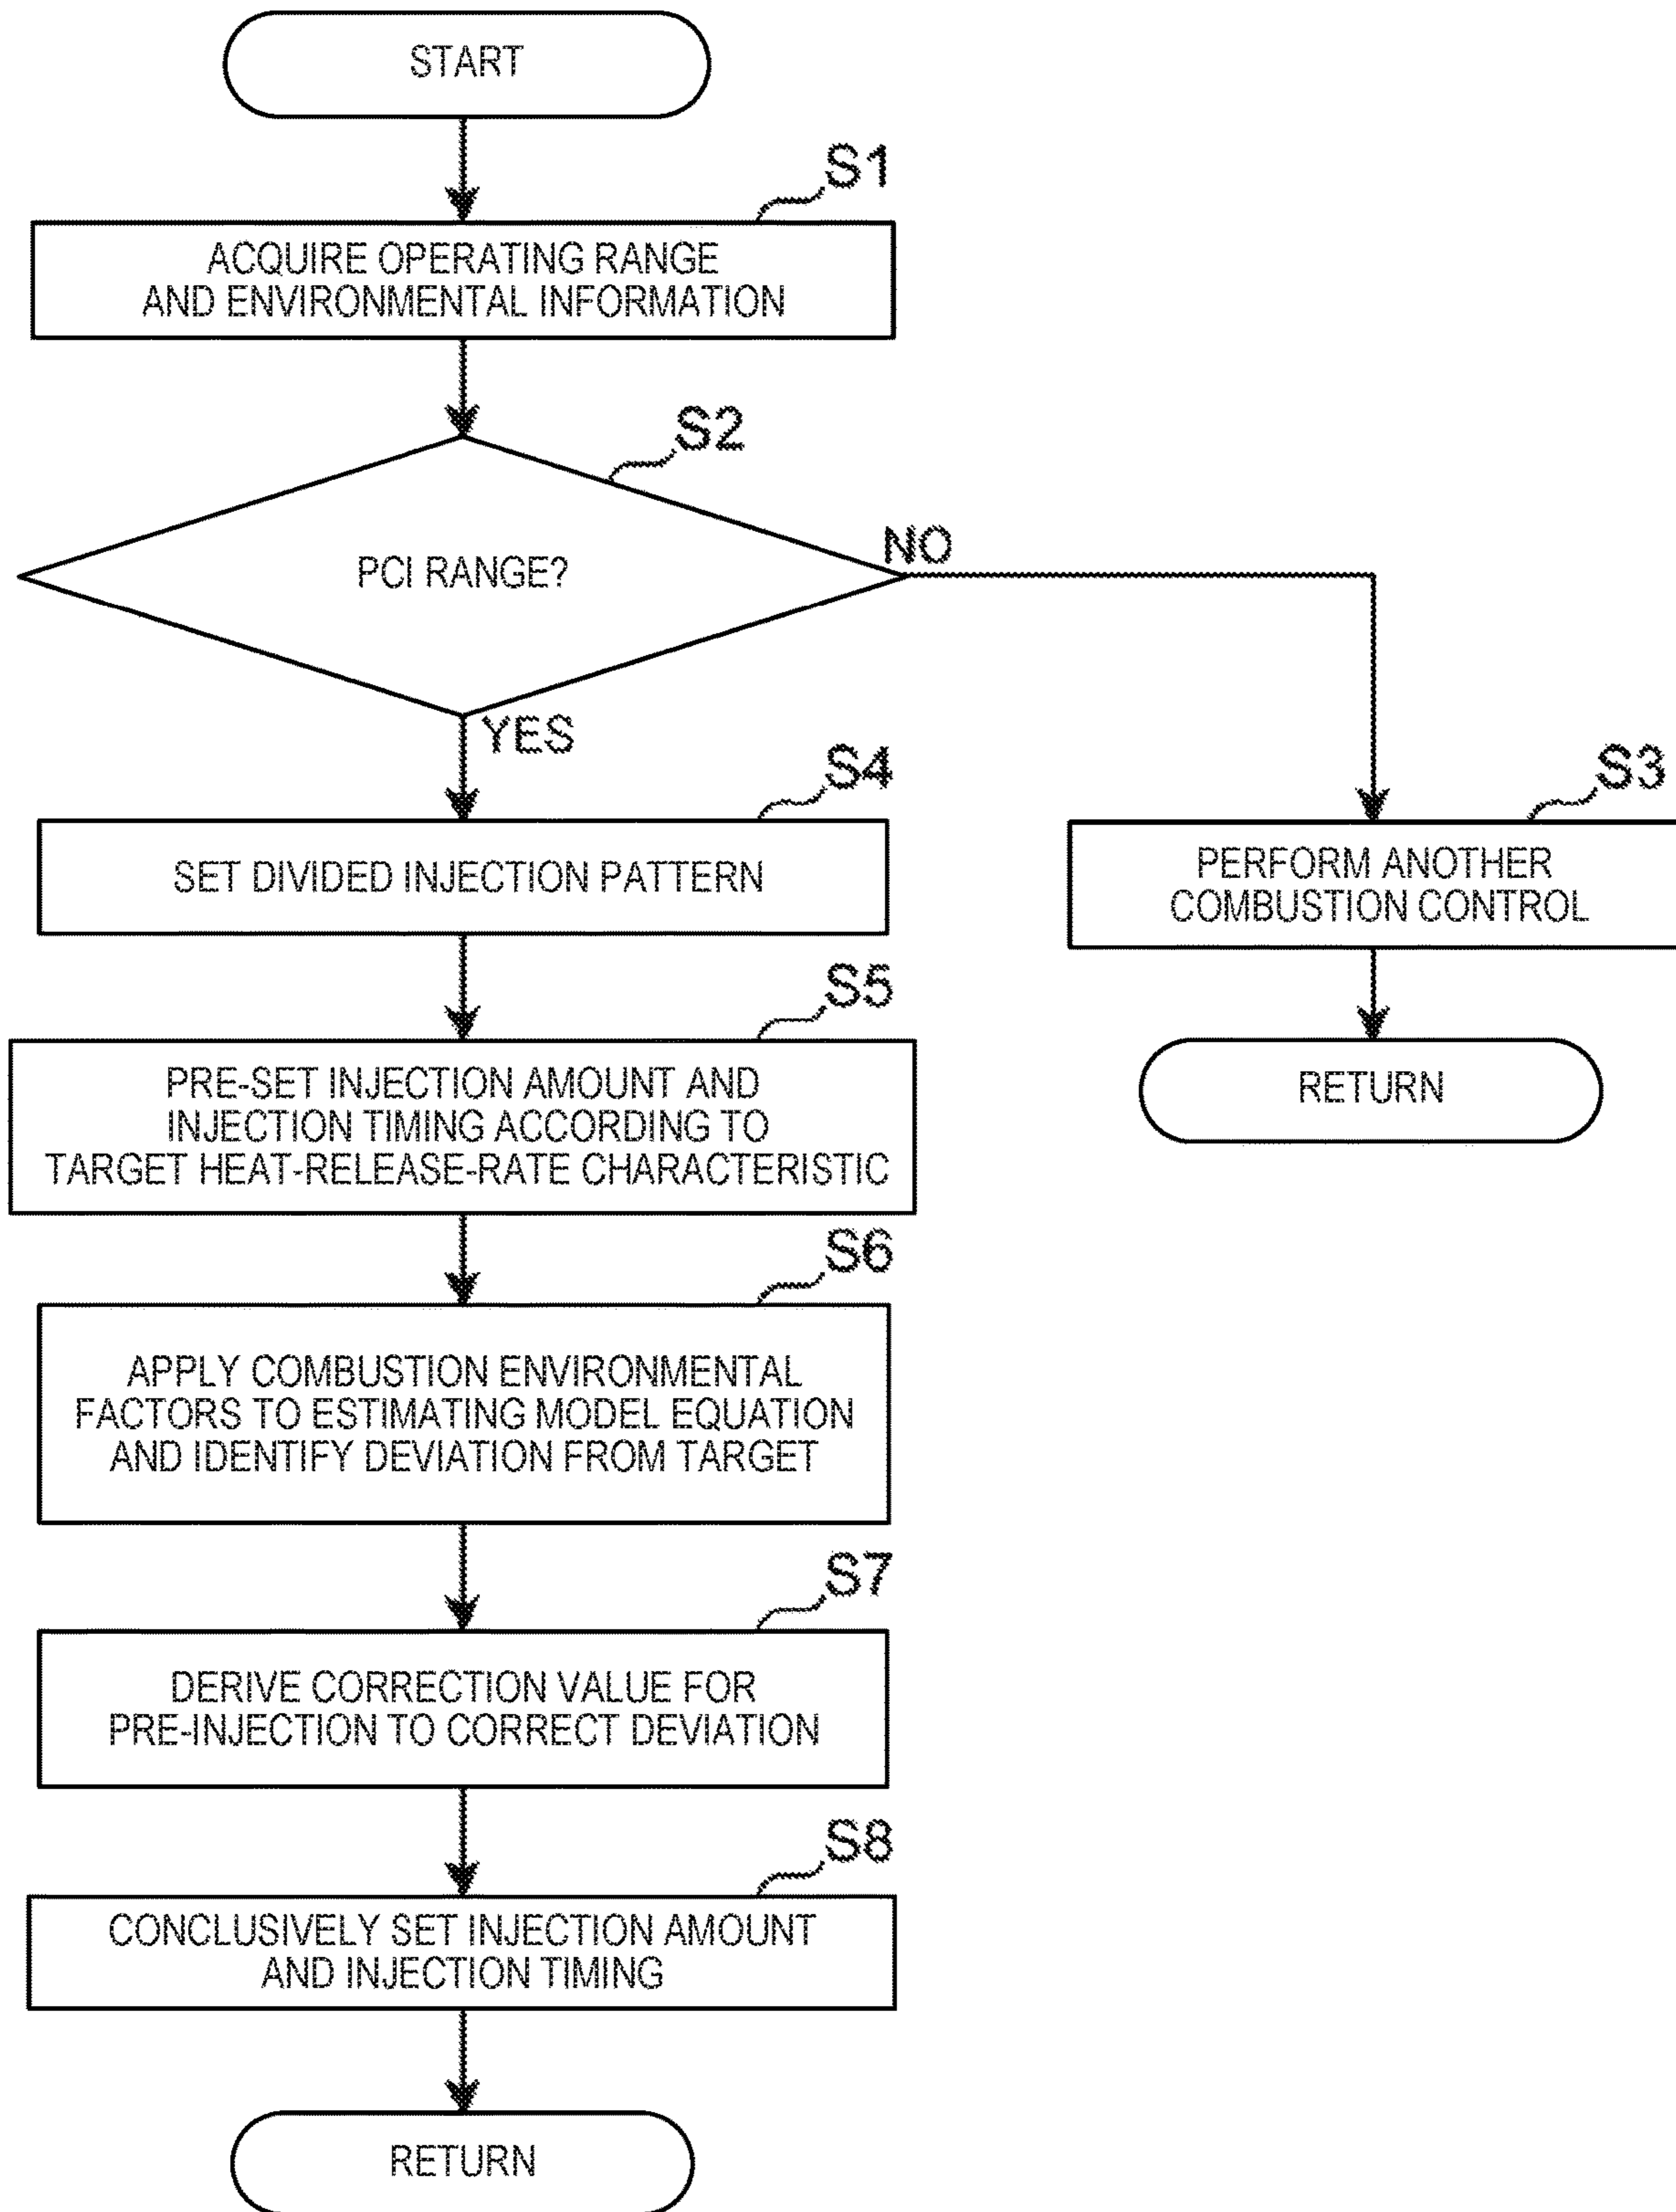 START
S1
ACQUIRE OPERATING RANGE
AND ENVIRONMENTAL INFORMATION
S2
PCI RANGE?
NO
YES
S4
SET DIVIDED INJECTION PATTERN
S3
PERFORM ANOTHER
COMBUSTION CONTROL
RETURN
S5
PRE-SET INJECTION AMOUNT AND
INJECTION TIMING ACCORDING TO
TARGET HEAT-RELEASE-RATE CHARACTERISTIC
S6
APPLY COMBUSTION ENVIRONMENTAL
FACTORS TO ESTIMATING MODEL EQUATION
AND IDENTIFY DEVIATION FROM TARGET
S7
DERIVE CORRECTION VALUE FOR
PRE-INJECTION TO CORRECT DEVIATION
S8
CONCLUSIVELY SET INJECTION AMOUNT
AND INJECTION TIMING
RETURN